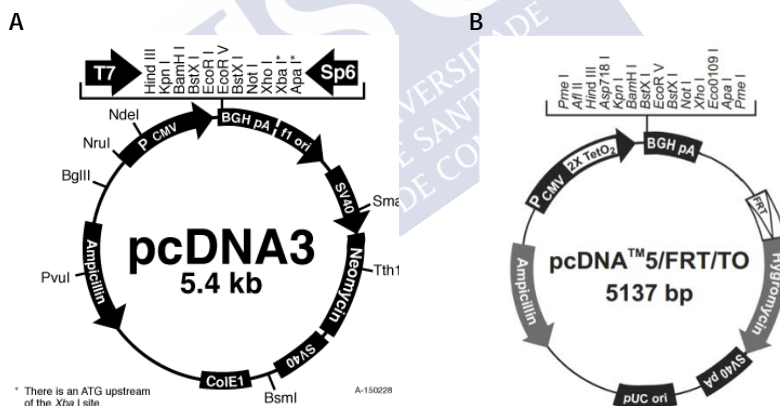 A
T7
Hind III
Kpn I
BamH I
BstX I
EcoR I
EcoR V
BstX I
Not I
Xho I
Xba I*
Apa I*
Sp6
NdeI
NruI
BglII
PvuI
P CMV
BGH pA
f1 ori
SV40
Sma
Tth1
Neomycin
SV40 pA
BsmI
ColE1
Ampicillin
pcDNA3
5.4 kb
* There is an ATG upstream
of the Xba I site.
A-150228
B
Pme I
Afl II
Hind III
Asp718 I
Kpn I
BamH I
BstX I
EcoR V
BstX I
Not I
Xho I
Eco0109 I
Apa I
Pme I
P CMV
2X TetO2
BGH pA
FRT
Hygromycin
SV40 pA
pUC ori
Ampicillin
pcDNA™5/FRT/TO
5137 bp